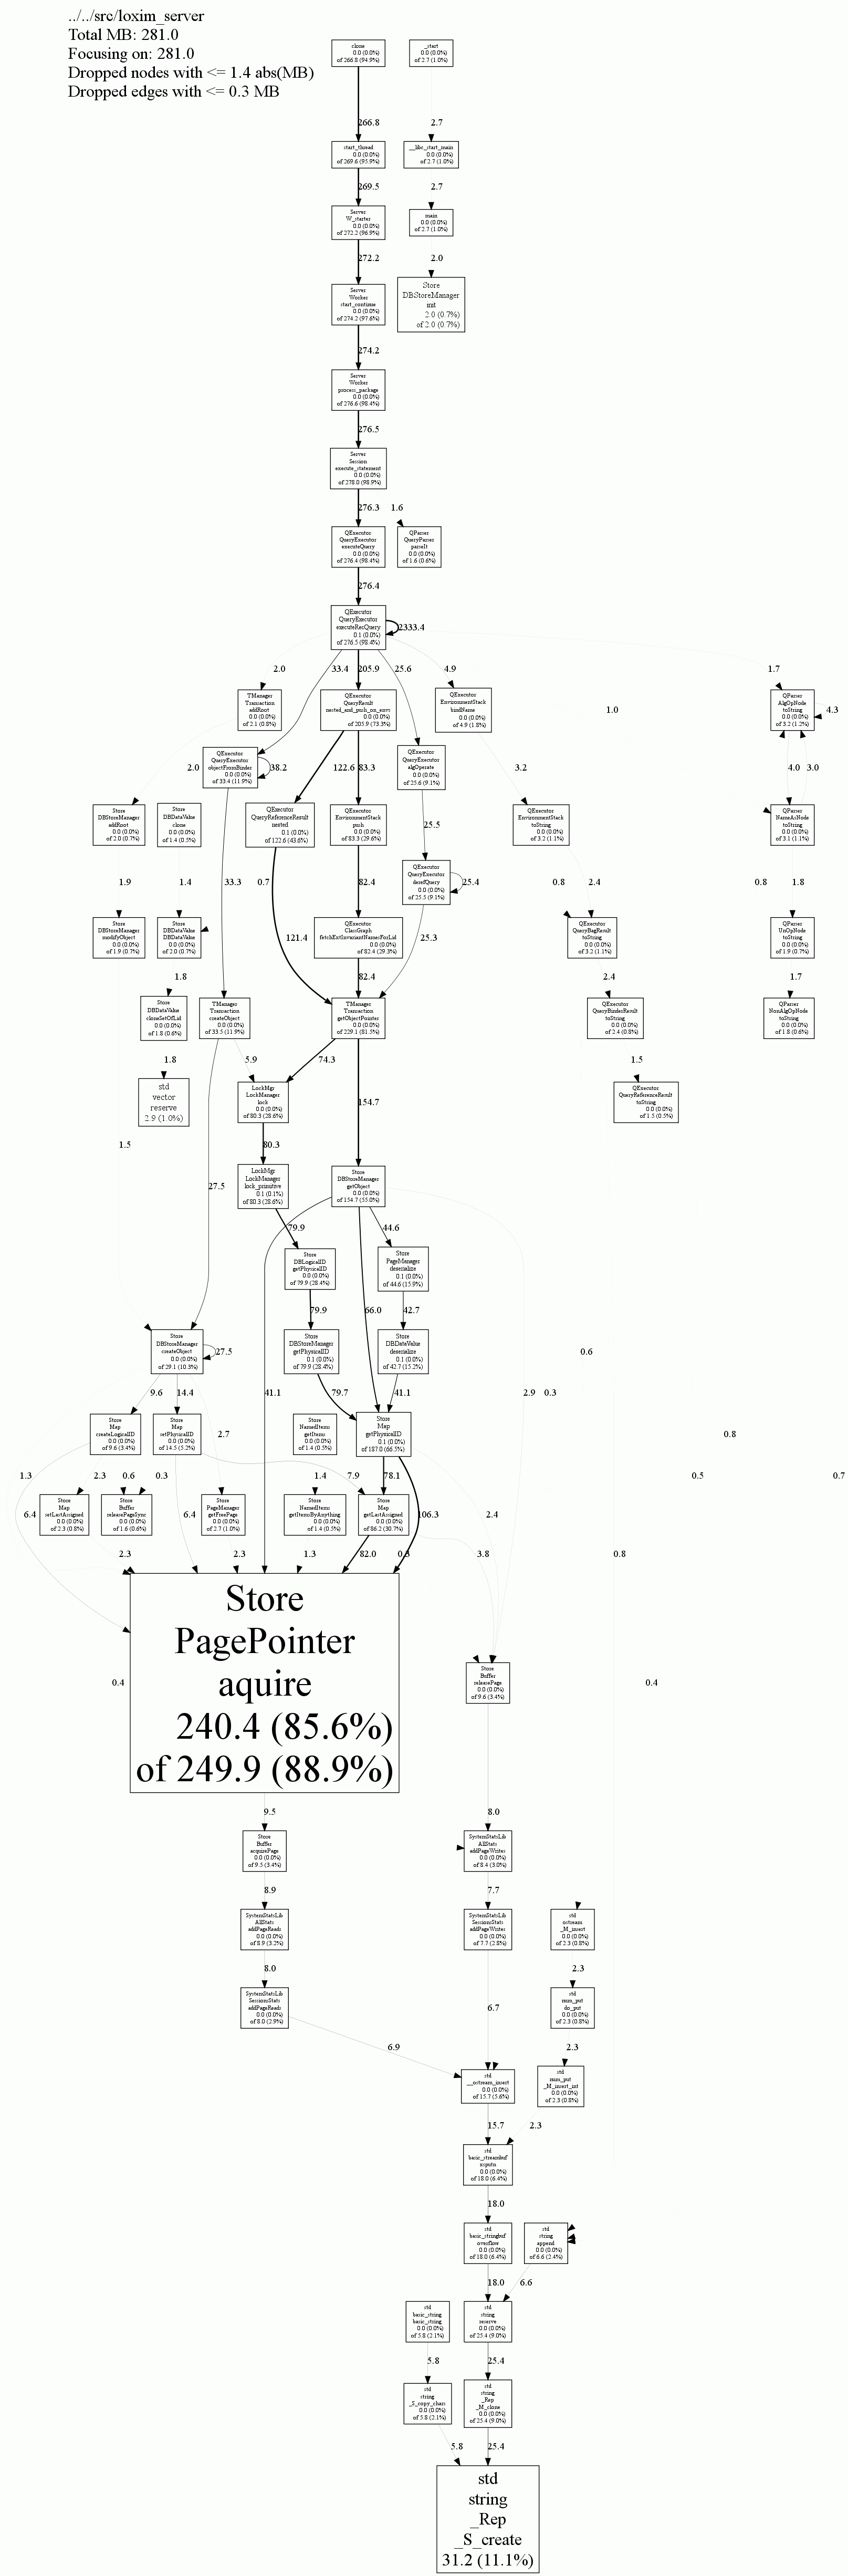 ../../src/loxim_server
Total MB: 281.0
Focusing on: 281.0
Dropped nodes with <= 1.4 abs(MB)
Dropped edges with <= 0.3 MB
clone
0.0 (0.0%)
of 266.8 (94.9%)
_start
0.0 (0.0%)
of 2.7 (1.0%)
266.8
2.7
start_thread
0.0 (0.0%)
of 269.6 (95.9%)
__libc_start_main
0.0 (0.0%)
of 2.7 (1.0%)
269.5
2.7
Server
W_starter
0.0 (0.0%)
of 272.2 (96.9%)
main
0.0 (0.0%)
of 2.7 (1.0%)
272.2
2.0
Server
Worker
start_continue
0.0 (0.0%)
of 274.2 (97.6%)
Store
DBStoreManager
init
2.0 (0.7%)
of 2.0 (0.7%)
274.2
Server
Worker
process_package
0.0 (0.0%)
of 276.6 (98.4%)
276.5
Server
Session
execute_statement
0.0 (0.0%)
of 278.0 (98.9%)
276.3
1.6
QExecutor
QueryExecutor
executeQuery
0.0 (0.0%)
of 276.4 (98.4%)
QParser
QueryParser
parseIt
0.0 (0.0%)
of 1.6 (0.6%)
276.4
QExecutor
QueryExecutor
executeRecQuery
0.1 (0.0%)
of 276.5 (98.4%)
2333.4
2.0
33.4
205.9
25.6
4.9
1.7
TManager
Transaction
addRoot
0.0 (0.0%)
of 2.1 (0.8%)
QExecutor
QueryResult
nested_and_push_on_envs
0.0 (0.0%)
of 205.9 (73.3%)
QExecutor
EnvironmentStack
bindName
0.0 (0.0%)
of 4.9 (1.8%)
1.0
QParser
AlgOpNode
toString
0.0 (0.0%)
of 3.2 (1.2%)
4.3
QExecutor
QueryExecutor
objectFromBinder
0.0 (0.0%)
of 33.4 (11.9%)
QExecutor
QueryExecutor
algOperate
0.0 (0.0%)
of 25.6 (9.1%)
2.0
38.2
122.6
83.3
3.2
4.0
3.0
Store
DBStoreManager
addRoot
0.0 (0.0%)
of 2.0 (0.7%)
Store
DBDataValue
clone
0.0 (0.0%)
of 1.4 (0.5%)
QExecutor
QueryReferenceResult
nested
0.1 (0.0%)
of 122.6 (43.6%)
QExecutor
EnvironmentStack
push
0.0 (0.0%)
of 83.3 (29.6%)
25.5
QExecutor
EnvironmentStack
toString
0.0 (0.0%)
of 3.2 (1.1%)
QParser
NameAsNode
toString
0.0 (0.0%)
of 3.1 (1.1%)
QExecutor
QueryExecutor
derefQuery
0.0 (0.0%)
of 25.5 (9.1%)
1.9
1.4
33.3
0.7
82.4
25.4
0.8
2.4
0.8
1.8
Store
DBStoreManager
modifyObject
0.0 (0.0%)
of 1.9 (0.7%)
Store
DBDataValue
DBDataValue
0.0 (0.0%)
of 2.0 (0.7%)
121.4
QExecutor
ClassGraph
fetchExtInvariantNamesForLid
0.0 (0.0%)
of 82.4 (29.3%)
25.3
QExecutor
QueryBagResult
toString
0.0 (0.0%)
of 3.2 (1.1%)
QParser
UnOpNode
toString
0.0 (0.0%)
of 1.9 (0.7%)
1.8
82.4
2.4
1.7
Store
DBDataValue
cloneSetOfLid
0.0 (0.0%)
of 1.8 (0.6%)
TManager
Transaction
createObject
0.0 (0.0%)
of 33.5 (11.9%)
TManager
Transaction
getObjectPointer
0.0 (0.0%)
of 229.1 (81.5%)
QExecutor
QueryBinderResult
toString
0.0 (0.0%)
of 2.4 (0.8%)
QParser
NonAlgOpNode
toString
0.0 (0.0%)
of 1.8 (0.6%)
1.8
5.9
74.3
1.5
std
vector
reserve
2.9 (1.0%)
LockMgr
LockManager
lock
0.0 (0.0%)
of 80.3 (28.6%)
154.7
QExecutor
QueryReferenceResult
toString
0.0 (0.0%)
of 1.5 (0.5%)
1.5
80.3
27.5
LockMgr
LockManager
lock_primitive
0.1 (0.1%)
of 80.3 (28.6%)
Store
DBStoreManager
getObject
0.0 (0.0%)
of 154.7 (55.0%)
79.9
44.6
Store
DBLogicalID
getPhysicalID
0.0 (0.0%)
of 79.9 (28.4%)
Store
PageManager
deserialize
0.1 (0.0%)
of 44.6 (15.9%)
79.9
66.0
42.7
Store
DBStoreManager
createObject
0.0 (0.0%)
of 29.1 (10.3%)
27.5
Store
DBStoreManager
getPhysicalID
0.1 (0.0%)
of 79.9 (28.4%)
Store
DBDataValue
deserialize
0.1 (0.0%)
of 42.7 (15.2%)
0.6
9.6
14.4
41.1
79.7
41.1
2.9
0.3
Store
Map
createLogicalID
0.0 (0.0%)
of 9.6 (3.4%)
Store
Map
setPhysicalID
0.0 (0.0%)
of 14.5 (5.2%)
2.7
Store
NamedItems
getItems
0.0 (0.0%)
of 1.4 (0.5%)
Store
Map
getPhysicalID
0.1 (0.0%)
of 187.0 (66.5%)
0.8
1.3
2.3
0.6
0.3
1.4
7.9
78.1
0.5
0.7
6.4
Store
Map
setLastAssigned
0.0 (0.0%)
of 2.3 (0.8%)
Store
Buffer
releasePageSync
0.0 (0.0%)
of 1.6 (0.6%)
6.4
Store
PageManager
getFreePage
0.0 (0.0%)
of 2.7 (1.0%)
Store
NamedItems
getItemsByAnything
0.0 (0.0%)
of 1.4 (0.5%)
Store
Map
getLastAssigned
0.0 (0.0%)
of 86.2 (30.7%)
106.3
2.4
2.3
2.3
1.3
82.0
0.3
3.8
0.8
Store
PagePointer
aquire
240.4 (85.6%)
of 249.9 (88.9%)
0.4
Store
Buffer
releasePage
0.0 (0.0%)
of 9.6 (3.4%)
0.4
9.5
8.0
Store
Buffer
acquirePage
0.0 (0.0%)
of 9.5 (3.4%)
SystemStatsLib
AllStats
addPageWrites
0.0 (0.0%)
of 8.4 (3.0%)
8.9
7.7
SystemStatsLib
AllStats
addPageReads
0.0 (0.0%)
of 8.9 (3.2%)
SystemStatsLib
SessionStats
addPageWrites
0.0 (0.0%)
of 7.7 (2.8%)
std
ostream
_M_insert
0.0 (0.0%)
of 2.3 (0.8%)
8.0
2.3
SystemStatsLib
SessionStats
addPageReads
0.0 (0.0%)
of 8.0 (2.9%)
6.7
std
num_put
do_put
0.0 (0.0%)
of 2.3 (0.8%)
6.9
2.3
std
__ostream_insert
0.0 (0.0%)
of 15.7 (5.6%)
std
num_put
_M_insert_int
0.0 (0.0%)
of 2.3 (0.8%)
15.7
2.3
std
basic_streambuf
xsputn
0.0 (0.0%)
of 18.0 (6.4%)
18.0
std
basic_stringbuf
overflow
0.0 (0.0%)
of 18.0 (6.4%)
std
string
append
0.0 (0.0%)
of 6.6 (2.4%)
18.0
6.6
std
basic_string
basic_string
0.0 (0.0%)
of 5.8 (2.1%)
std
string
reserve
0.0 (0.0%)
of 25.4 (9.0%)
5.8
25.4
std
string
_S_copy_chars
0.0 (0.0%)
of 5.8 (2.1%)
std
string
_Rep
_M_clone
0.0 (0.0%)
of 25.4 (9.0%)
5.8
25.4
std
string
_Rep
_S_create
31.2 (11.1%)